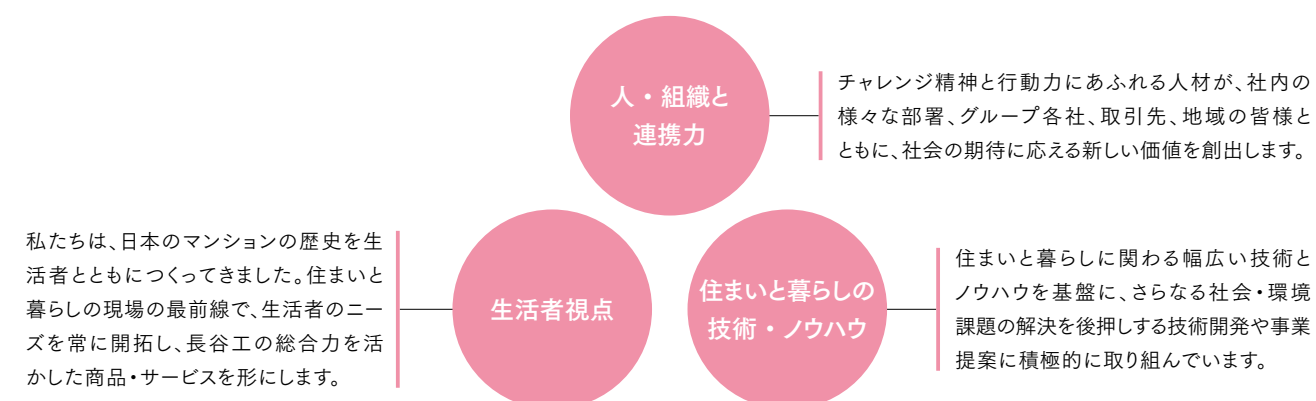 人・組織と
連携力
チャレンジ精神と行動力にあふれる人材が、社内の
様々な部署、グループ各社、取引先、地域の皆様と
ともに、社会の期待に応える新しい価値を創出します。
私たちは、日本のマンションの歴史を生
活者とともにつくってきました。住まいと
暮らしの現場の最前線で、生活者のニー
ズを常に開拓し、長谷工の総合力を活
かした商品・サービスを形にします。
生活者視点
住まいと暮らしの
技術・ノウハウ
住まいと暮らしに関わる幅広い技術と
ノウハウを基盤に、さらなる社会・環境
課題の解決を後押しする技術開発や事業
提案に積極的に取り組んでいます。